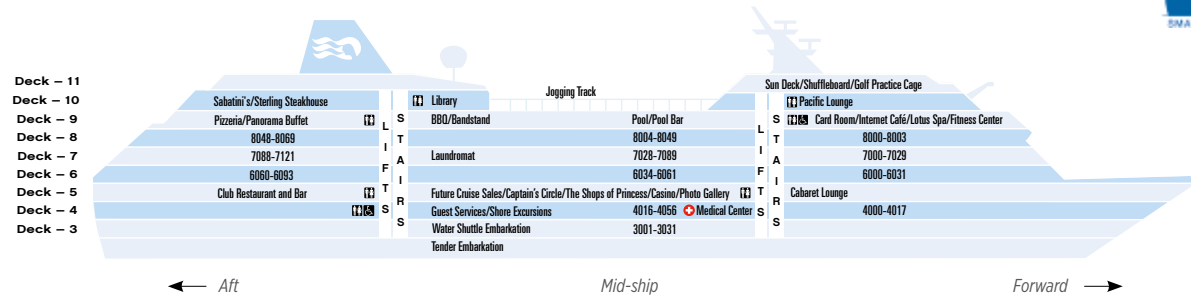 SMA
Deck – 11
Sun Deck/Shuffleboard/Golf Practice Cage
Deck – 10
Sabatini's/Sterling Steakhouse
Library
Jogging Track
Pacific Lounge
Deck – 9
Pizzeria/Panorama Buffet
BBQ/Bandstand
Pool/Pool Bar
Card Room/Internet Café/Lotus Spa/Fitness Center
Deck – 8
8048-8069
8004-8049
8000-8003
Deck – 7
7088-7121
Laundromat
7028-7089
7000-7029
Deck – 6
6060-6093
6034-6061
6000-6031
Deck – 5
Club Restaurant and Bar
Future Cruise Sales/Captain's Circle/The Shops of Princess/Casino/Photo Gallery
Cabaret Lounge
Deck – 4
Guest Services/Shore Excursions
4016-4056
Medical Center
4000-4017
Deck – 3
Water Shuttle Embarkation
3001-3031
Tender Embarkation
LIFTS
STAIRS
LIFTS
STAIRS
Aft
Mid-ship
Forward